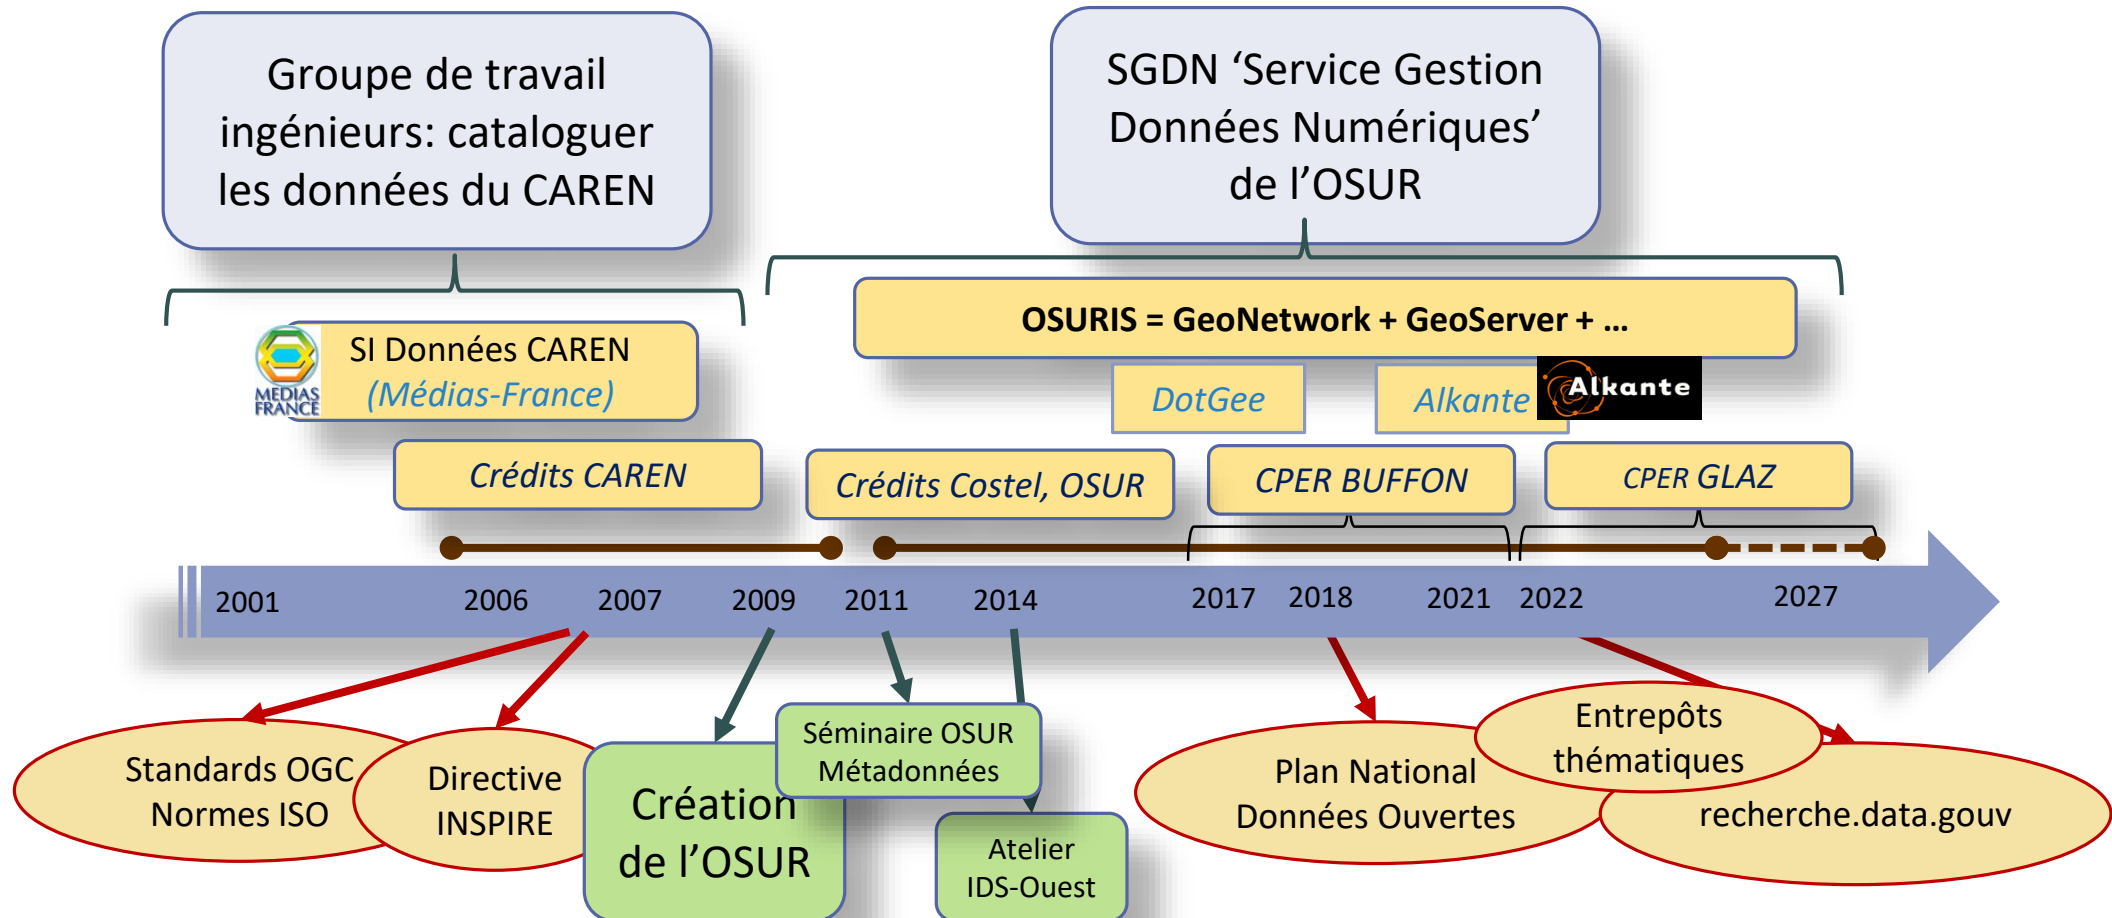 Groupe de travail
ingénieurs: cataloguer
les données du CAREN
SGDN ‘Service Gestion
Données Numériques’
de l’OSUR
OSURIS = GeoNetwork + GeoServer + …
MEDIAS
FRANCE
SI Données CAREN
(Médias-France)
DotGee
Alkante
Alkante
Crédits CAREN
Crédits Costel, OSUR
CPER BUFFON
CPER GLAZ
2001
2006
2007
2009
2011
2014
2017
2018
2021
2022
2027
Standards OGC
Normes ISO
Directive
INSPIRE
Création
de l’OSUR
Séminaire OSUR
Métadonnées
Atelier
IDS-Ouest
Plan National
Données Ouvertes
Entrepôts
thématiques
recherche.data.gouv